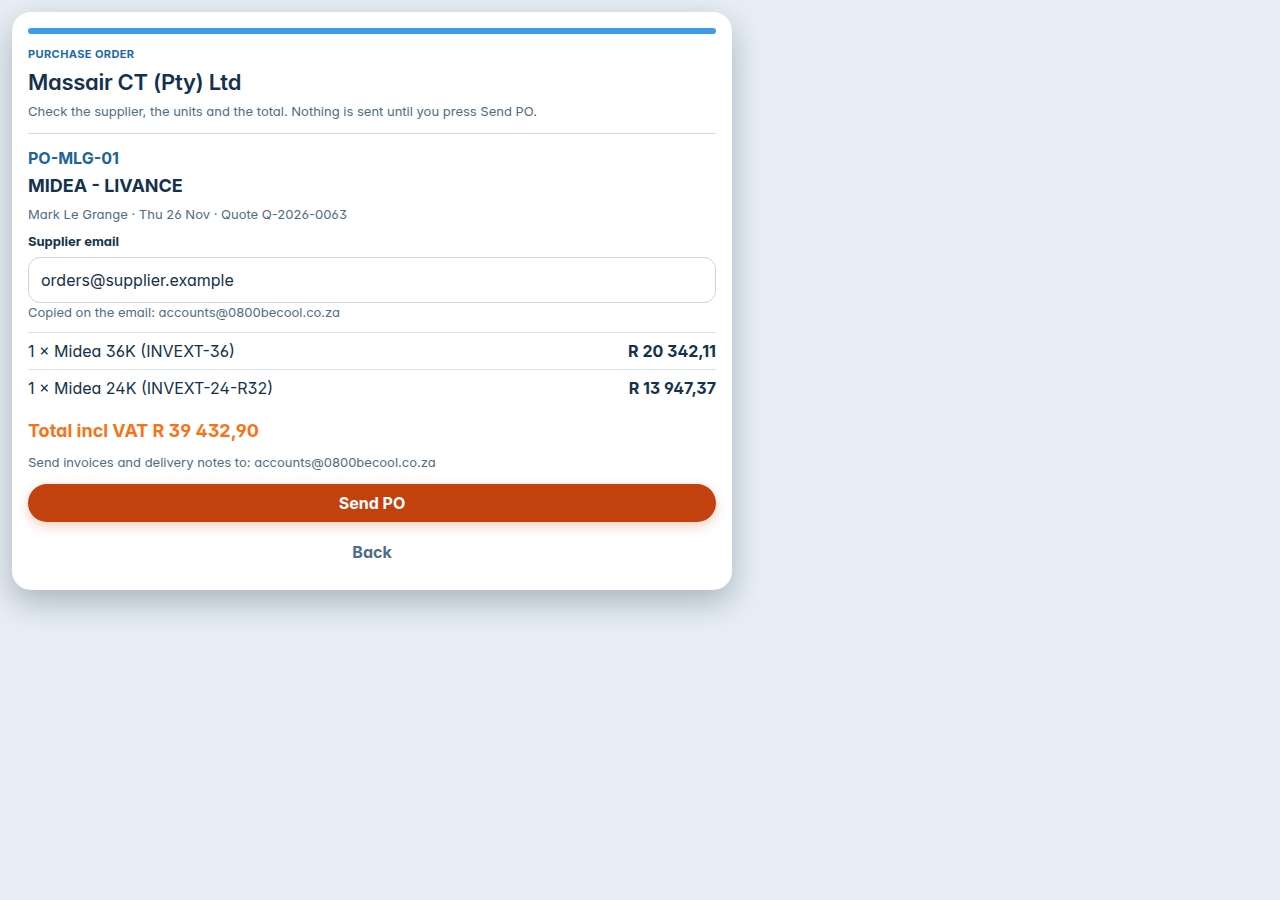 PURCHASE ORDER
Massair CT (Pty) Ltd
Check the supplier, the units and the total. Nothing is sent until you press Send PO.
PO-MLG-01
MIDEA - LIVANCE
Mark Le Grange · Thu 26 Nov · Quote Q-2026-0063
Supplier email
orders@supplier.example
Copied on the email: accounts@0800becool.co.za
1 × Midea 36K (INVEXT-36) R 20 342,11
1 × Midea 24K (INVEXT-24-R32) R 13 947,37
Total incl VAT R 39 432,90
Send invoices and delivery notes to: accounts@0800becool.co.za
Send PO
Back